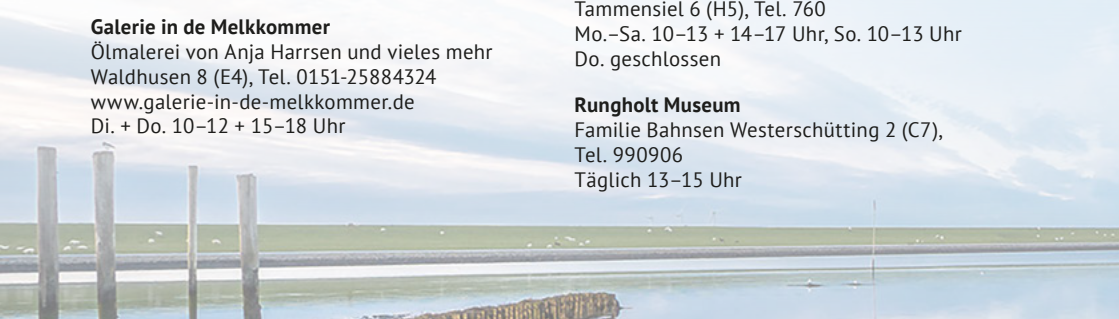 Galerie in de Melkkommer
Ölmalerei von Anja Harrsen und vieles mehr
Waldhusen 8 (E4), Tel. 0151-25884324
www.galerie-in-de-melkkommer.de
Di. + Do. 10–12 + 15–18 Uhr
Tammensiel 6 (H5), Tel. 760
Mo.–Sa. 10–13 + 14–17 Uhr, So. 10–13 Uhr
Do. geschlossen
Rungholt Museum
Familie Bahnsen Westerschütting 2 (C7),
Tel. 990906
Täglich 13–15 Uhr